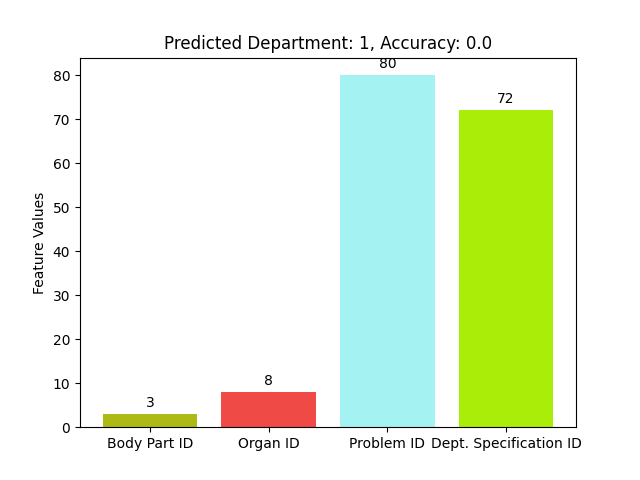 Predicted Department: 1, Accuracy: 0.0
Feature Values
80
70
60
50
40
30
20
10
0
3
8
80
72
Body Part ID
Organ ID
Problem ID
Dept. Specification ID